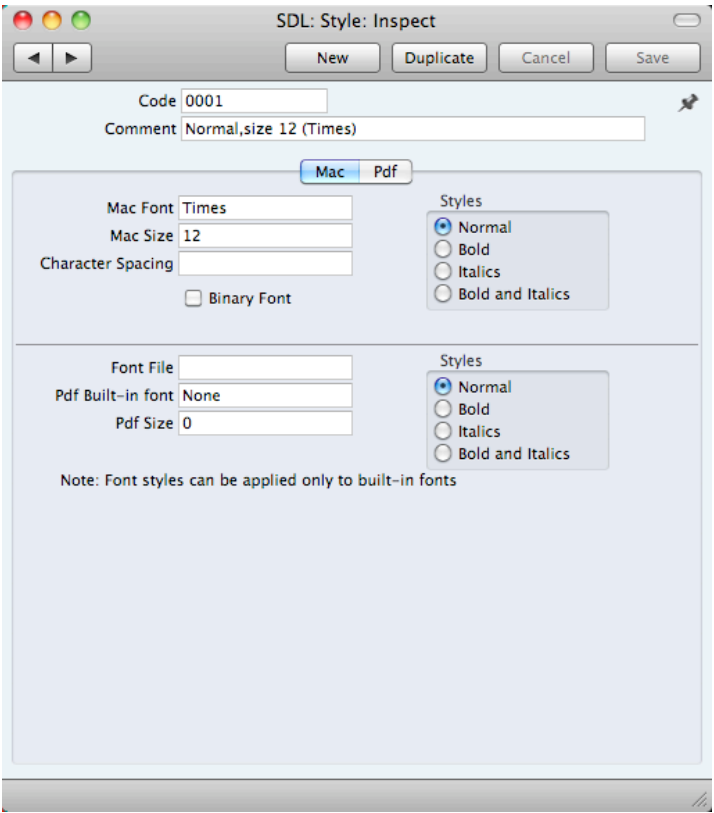 SDL: Style: Inspect
New Duplicate Cancel Save
Code 0001
Comment Normal,size 12 (Times)
Mac Pdf
Mac Font Times
Mac Size 12
Character Spacing
Binary Font
Styles
Normal
Bold
Italics
Bold and Italics
Font File
Pdf Built-in font None
Pdf Size 0
Styles
Normal
Bold
Italics
Bold and Italics
Note: Font styles can be applied only to built-in fonts